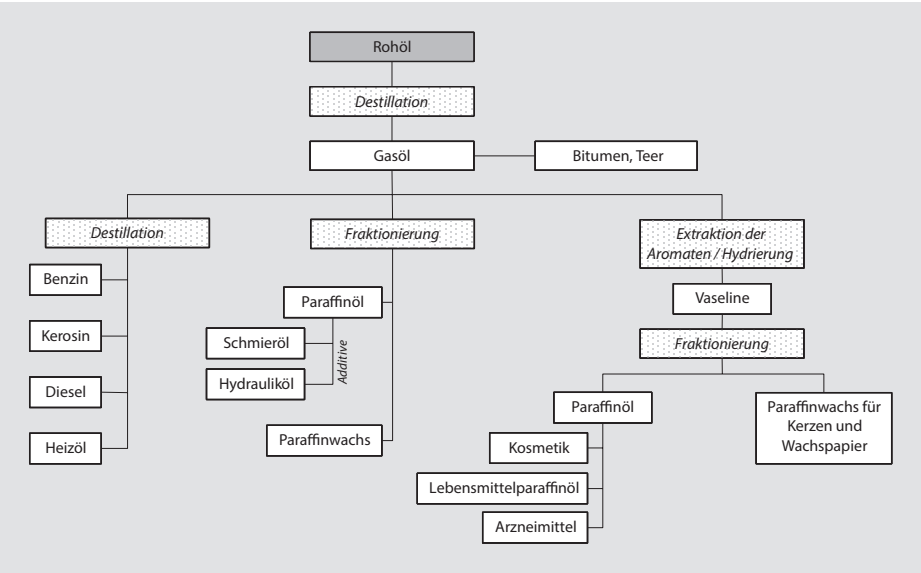 Rohöl
Destillation
Gasöl
Bitumen, Teer
Destillation
Benzin
Kerosin
Diesel
Heizöl
Fraktionierung
Paraffinöl
Schmieröl
Hydrauliköl
Additive
Paraffinwachs
Extraktion der
Aromaten / Hydrierung
Vaseline
Fraktionierung
Paraffinöl
Kosmetik
Lebensmittelparaffinöl
Arzneimittel
Paraffinwachs für
Kerzen und
Wachspapier